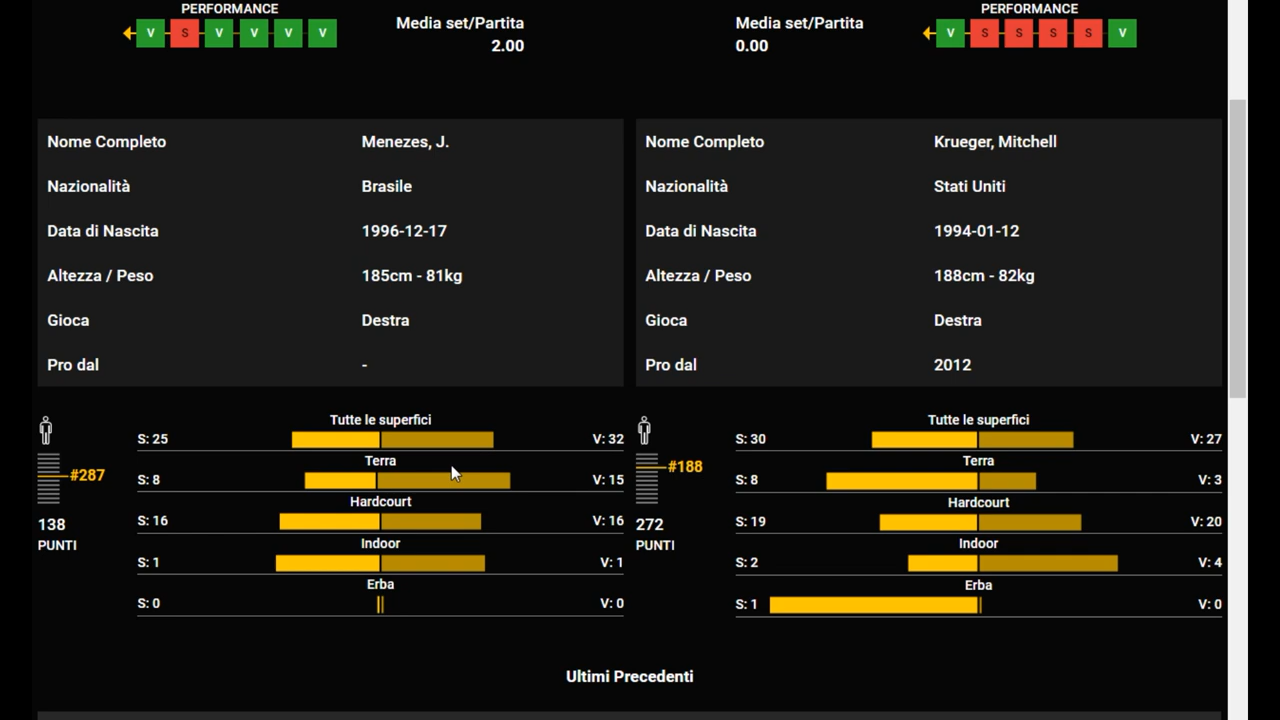 PERFORMANCE
V S V V V V
Media set/Partita
2.00
Media set/Partita
0.00
PERFORMANCE
V S S S S V
Nome Completo Menezes, J.
Nazionalità Brasile
Data di Nascita 1996-12-17
Altezza / Peso 185cm - 81kg
Gioca Destra
Pro dal -
Nome Completo Krueger, Mitchell
Nazionalità Stati Uniti
Data di Nascita 1994-01-12
Altezza / Peso 188cm - 82kg
Gioca Destra
Pro dal 2012
#287
138
PUNTI
Tutte le superfici
S: 25 V: 32
Terra
S: 8 V: 15
Hardcourt
S: 16 V: 16
Indoor
S: 1 V: 1
Erba
S: 0 V: 0
#188
272
PUNTI
Tutte le superfici
S: 30 V: 27
Terra
S: 8 V: 3
Hardcourt
S: 19 V: 20
Indoor
S: 2 V: 4
Erba
S: 1 V: 0
Ultimi Precedenti